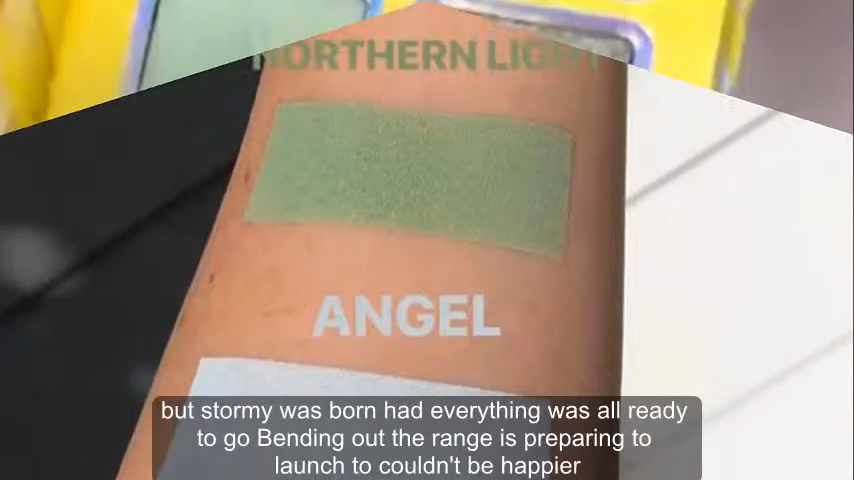 NORTHERN LIGHT
ANGEL
but stormy was born had everything was all ready
to go Bending out the range is preparing to
launch to couldn't be happier